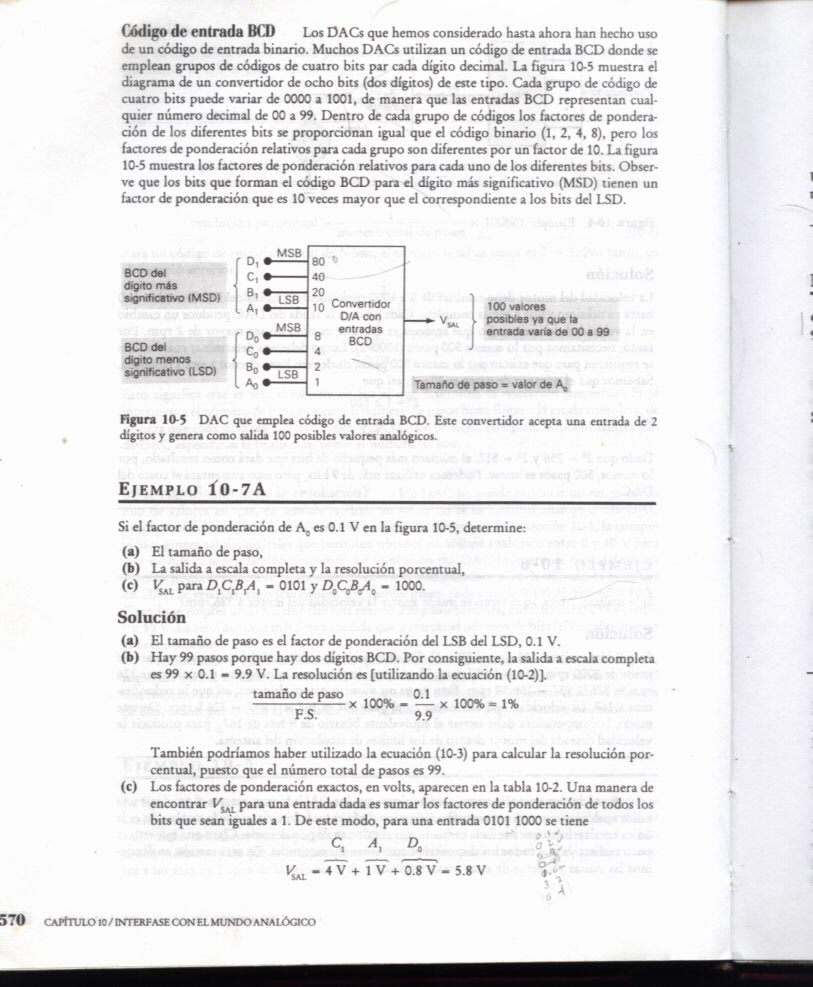 Código de entrada BCD Los DACs que hemos considerado hasta ahora han hecho uso
de un código de entrada binario. Muchos DACs utilizan un código de entrada BCD donde se
emplean grupos de códigos de cuatro bits par cada dígito decimal. La figura 10-5 muestra el
diagrama de un convertidor de ocho bits (dos dígitos) de este tipo. Cada grupo de código de
cuatro bits puede variar de 0000 a 1001, de manera que las entradas BCD representan cual-
quier número decimal de 00 a 99. Dentro de cada grupo de códigos los factores de pondera-
ción de los diferentes bits se proporcionan igual que el código binario (1, 2, 4, 8), pero los
factores de ponderación relativos para cada grupo son diferentes por un factor de 10. La figura
10-5 muestra los factores de ponderación relativos para cada uno de los diferentes bits. Obser-
ve que los bits que forman el código BCD para el dígito más significativo (MSD) tienen un
factor de ponderación que es 10 veces mayor que el correspondiente a los bits del LSD.
BCD del
dígito más
significativo (MSD)
D₁ MSB 80
C₁ 40
B₁ 20
A₁ LSB 10
BCD del
dígito menos
significativo (LSD)
D₀ MSB 8
C₀ 4
B₀ 2
A₀ LSB 1
Convertidor
D/A con
entradas
BCD
V_SAL
100 valores
posibles ya que la
entrada varía de 00 a 99
Tamaño de paso = valor de A₀
Figura 10-5 DAC que emplea código de entrada BCD. Este convertidor acepta una entrada de 2
dígitos y genera como salida 100 posibles valores analógicos.
EJEMPLO 10-7A
Si el factor de ponderación de A₀ es 0.1 V en la figura 10-5, determine:
(a) El tamaño de paso,
(b) La salida a escala completa y la resolución porcentual,
(c) V_SAL para D₁C₁B₁A₁ = 0101 y D₀C₀B₀A₀ = 1000.
Solución
(a) El tamaño de paso es el factor de ponderación del LSB del LSD, 0.1 V.
(b) Hay 99 pasos porque hay dos dígitos BCD. Por consiguiente, la salida a escala completa
es 99 × 0.1 = 9.9 V. La resolución es [utilizando la ecuación (10-2)].
tamaño de paso / F.S. × 100% = 0.1 / 9.9 × 100% ≈ 1%
También podríamos haber utilizado la ecuación (10-3) para calcular la resolución por-
centual, puesto que el número total de pasos es 99.
(c) Los factores de ponderación exactos, en volts, aparecen en la tabla 10-2. Una manera de
encontrar V_SAL para una entrada dada es sumar los factores de ponderación de todos los
bits que sean iguales a 1. De este modo, para una entrada 0101 1000 se tiene
C₁ A₁ D₀
V_SAL = 4 V + 1 V + 0.8 V = 5.8 V
570 CAPÍTULO 10 / INTERFASE CON EL MUNDO ANALÓGICO